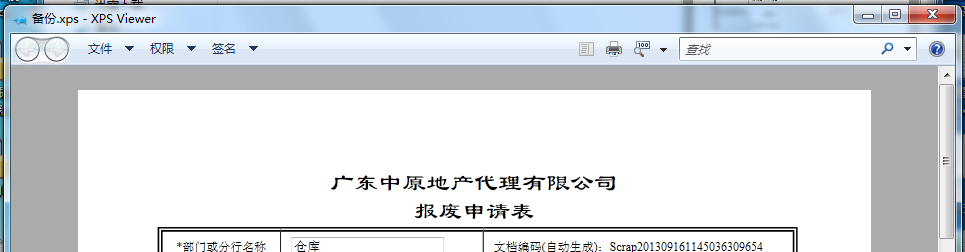 备份.xps - XPS Viewer
文件 权限 签名 100 查找
广东中原地产代理有限公司
报废申请表
*部门或分行名称 仓库 文档编码(自动生成): Scrap201309161145036309654